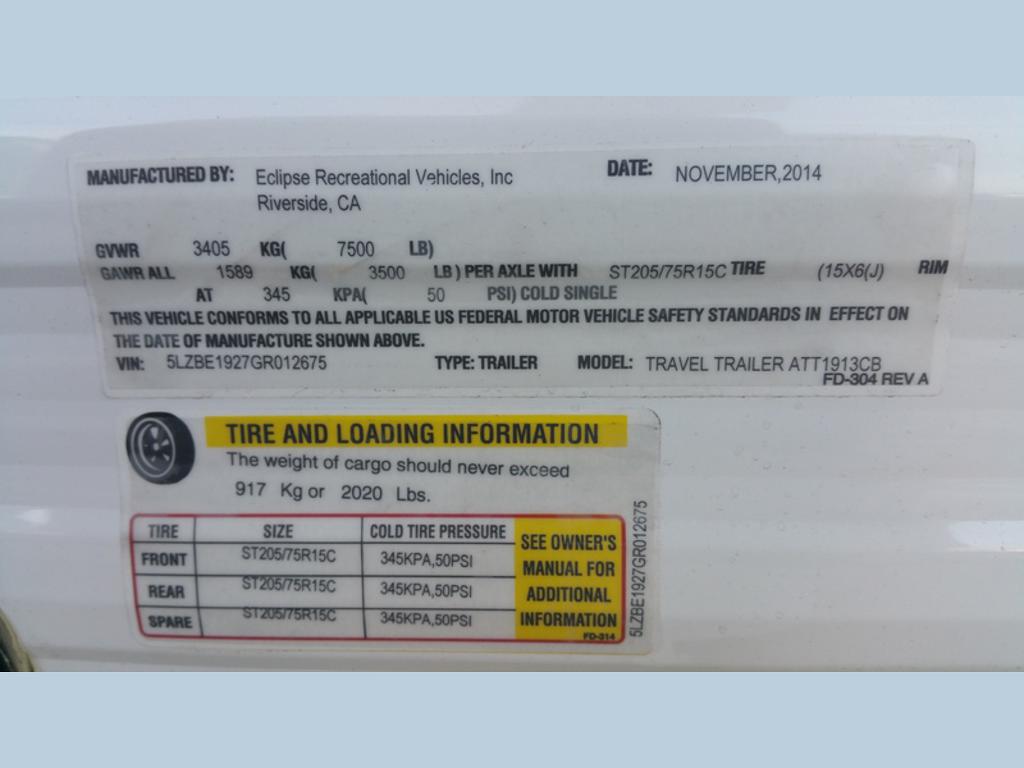 MANUFACTURED BY: Eclipse Recreational Vehicles, Inc DATE: NOVEMBER,2014
Riverside, CA
GVWR 3405 KG( 7500 LB)
GAWR ALL 1589 KG( 3500 LB) PER AXLE WITH ST205/75R15C TIRE (15X6(J) RIM
AT 345 KPA( 50 PSI) COLD SINGLE
THIS VEHICLE CONFORMS TO ALL APPLICABLE US FEDERAL MOTOR VEHICLE SAFETY STANDARDS IN EFFECT ON
THE DATE OF MANUFACTURE SHOWN ABOVE.
VIN: 5LZBE1927GR012675 TYPE: TRAILER MODEL: TRAVEL TRAILER ATT1913CB
FD-304 REV A
TIRE AND LOADING INFORMATION
The weight of cargo should never exceed
917 Kg or 2020 Lbs.
TIRE SIZE COLD TIRE PRESSURE
FRONT ST205/75R15C 345KPA,50PSI
REAR ST205/75R15C 345KPA,50PSI
SPARE ST205/75R15C 345KPA,50PSI
SEE OWNER'S
MANUAL FOR
ADDITIONAL
INFORMATION
FD-314
5LZBE1927GR012675